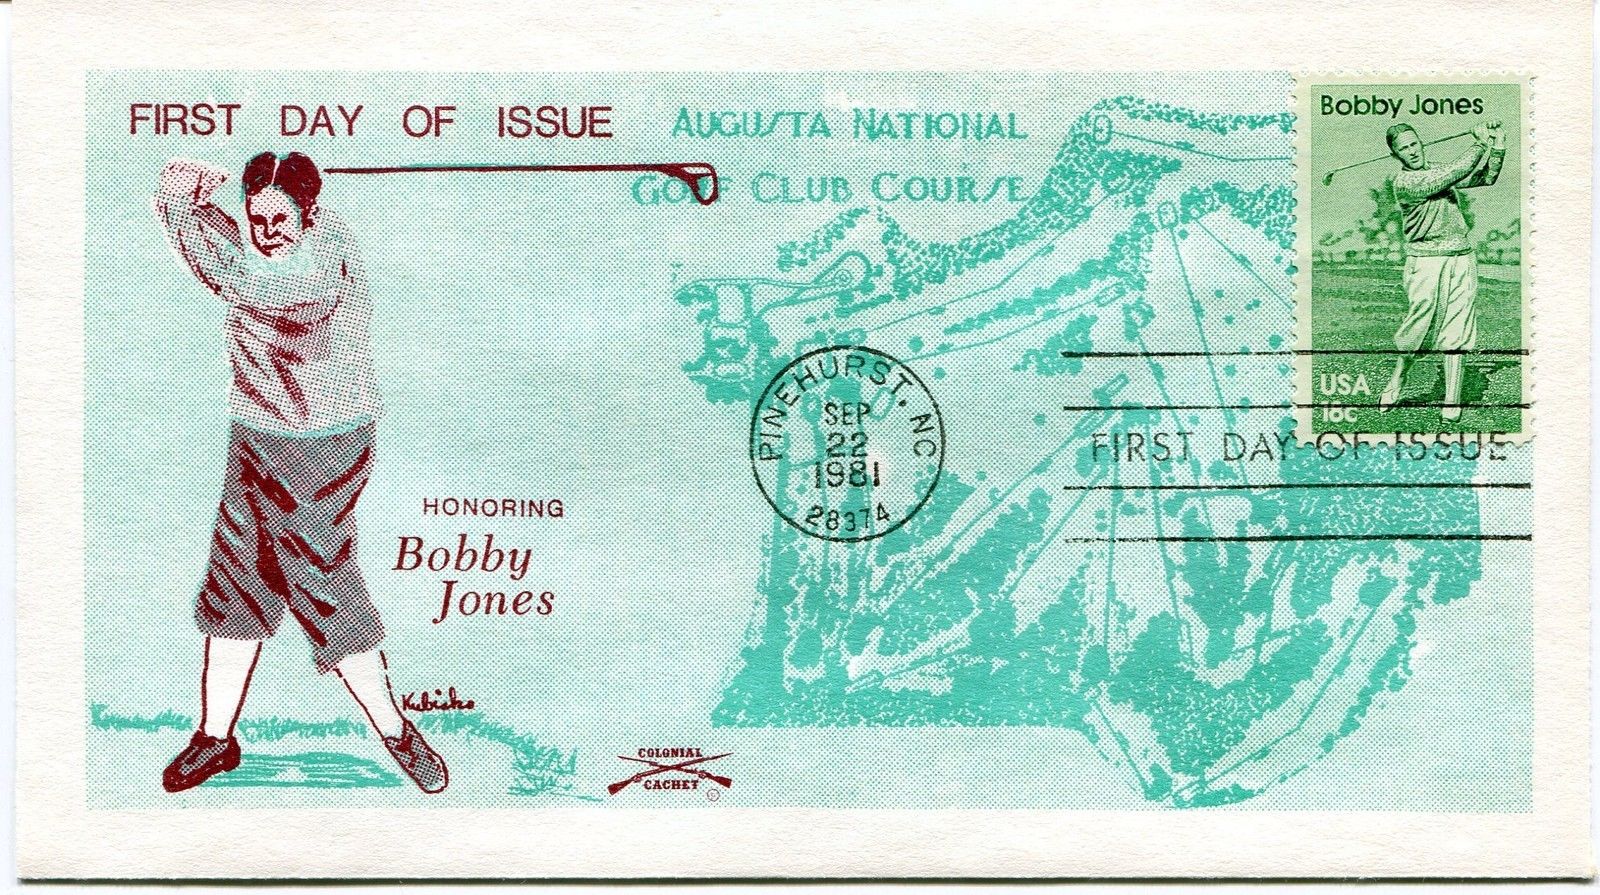 FIRST DAY OF ISSUE
AUGUSTA NATIONAL
GOLF CLUB COURSE
Bobby Jones
USA
18c
PINEHURST, NC
SEP
22
1981
28374
FIRST DAY OF ISSUE
HONORING
Bobby
Jones
Kubisko
COLONIAL
CACHET
©